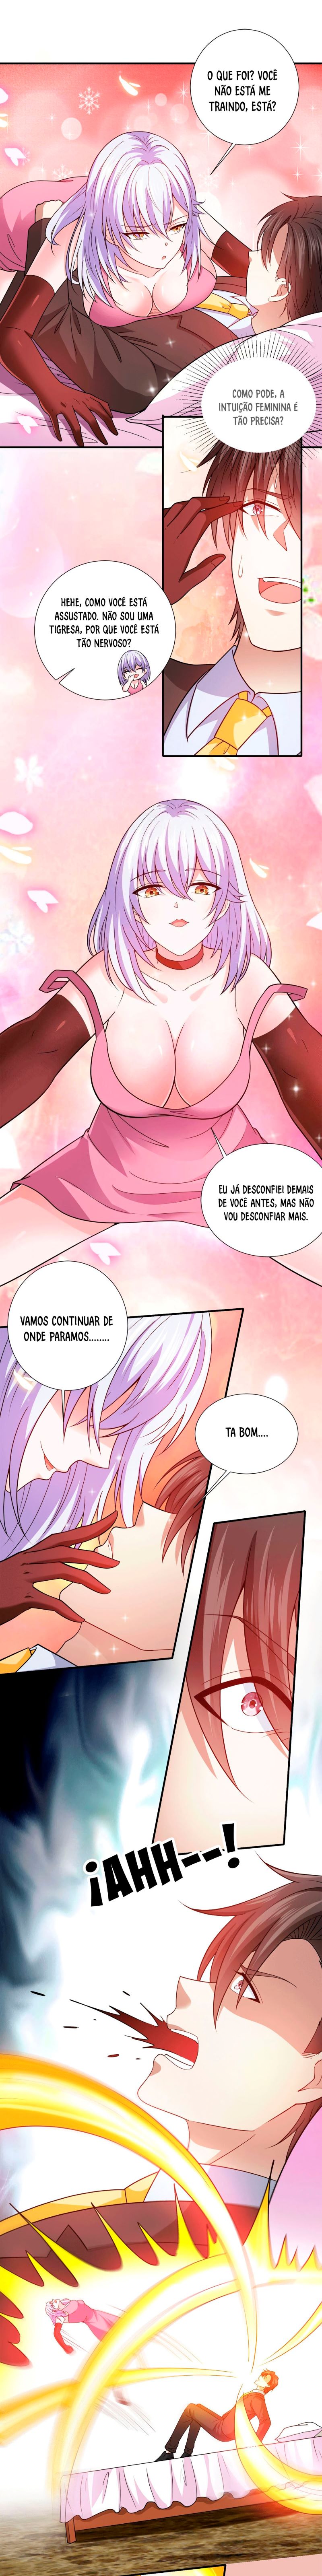 O QUE FOI? VOCÊ
NÃO ESTÁ ME
TRAINDO, ESTÁ?
COMO PODE, A
INTUIÇÃO FEMININA É
TÃO PRECISA?
HEHE, COMO VOCÊ ESTÁ
ASSUSTADO. NÃO SOU UMA
TIGRESA, POR QUE VOCÊ ESTÁ
TÃO NERVOSO?
EU JÁ DESCONFIEI DEMAIS
DE VOCÊ ANTES, MAS NÃO
VOU DESCONFIAR MAIS.
VAMOS CONTINUAR DE
ONDE PARAMOS........
TA BOM....
¡AHH--!